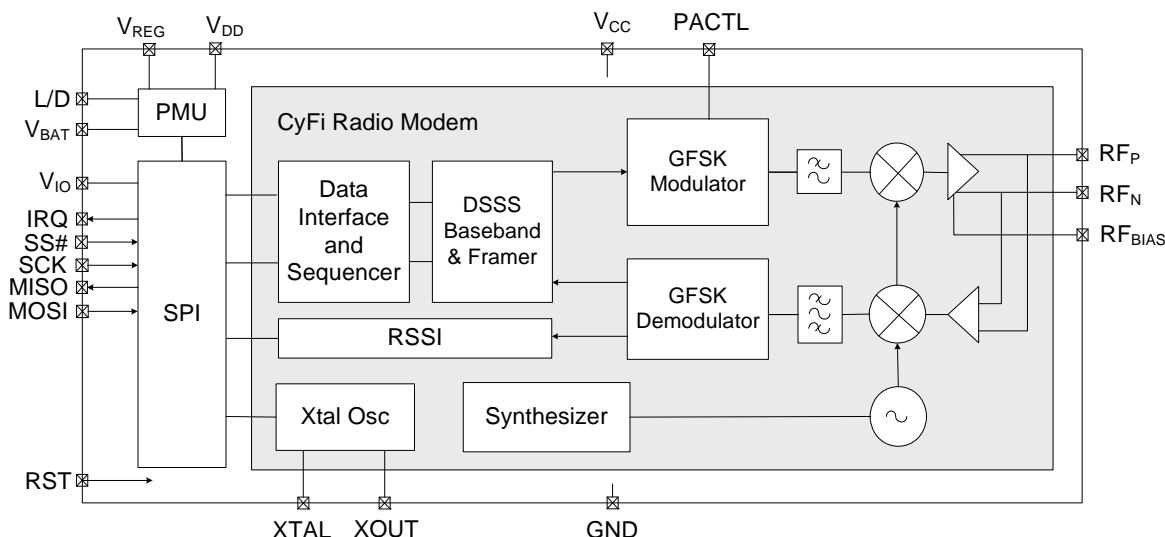 VREG
VDD
VCC
PACTL
L/D
VBAT
PMU
CyFi Radio Modem
VIO
IRQ
SS#
SCK
MISO
MOSI
SPI
Data
Interface
and
Sequencer
DSSS
Baseband
& Framer
GFSK
Modulator
RFP
RFN
RFBIAS
GFSK
Demodulator
RSSI
Xtal Osc
Synthesizer
RST
XTAL
XOUT
GND